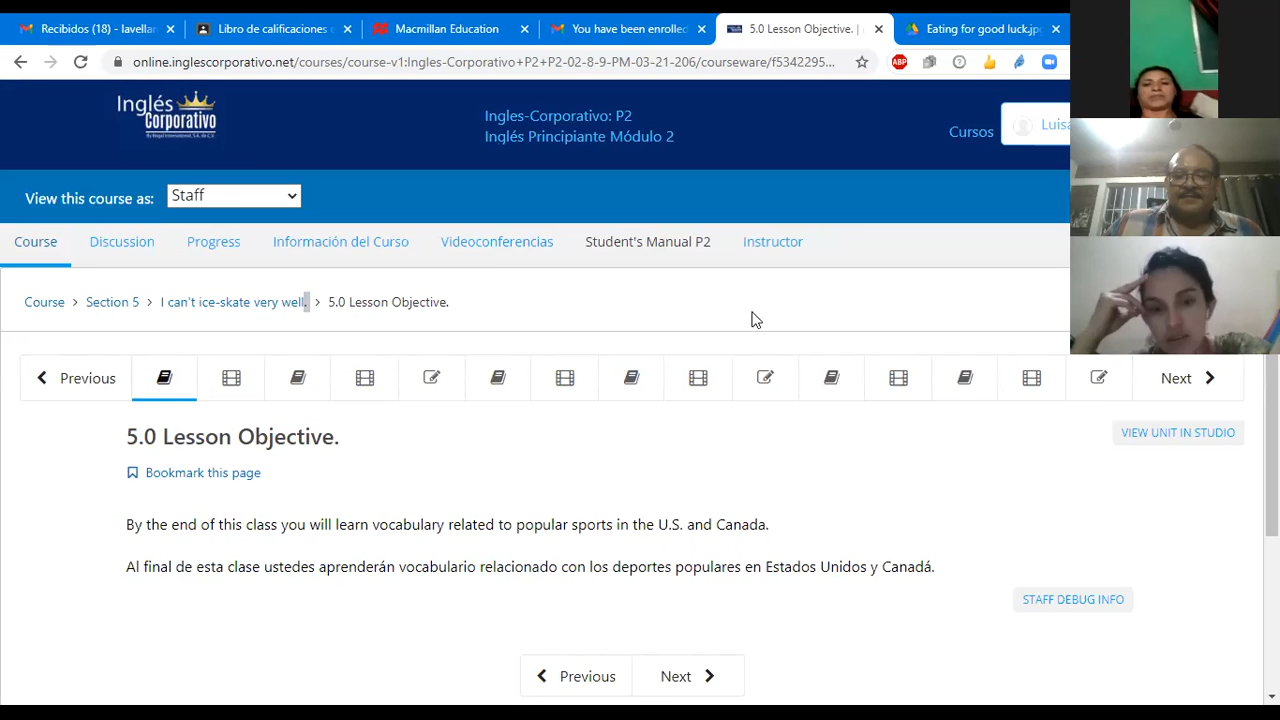 Recibidos (18) - lavellan
Libro de calificaciones d
Macmillan Education
You have been enrolled
5.0 Lesson Objective. |
Eating for good luck.jpg
online.inglescorporativo.net/courses/course-v1:Ingles-Corporativo+P2+P2-02-8-9-PM-03-21-206/courseware/f5342295...
ABP
Inglés Corporativo
By Regal International, S.A. de C.V.
Ingles-Corporativo: P2
Inglés Principiante Módulo 2
Cursos
Luisa
View this course as:
Staff
Course
Discussion
Progress
Información del Curso
Videoconferencias
Student's Manual P2
Instructor
Course > Section 5 > I can't ice-skate very well. > 5.0 Lesson Objective.
Previous
Next
5.0 Lesson Objective.
VIEW UNIT IN STUDIO
Bookmark this page
By the end of this class you will learn vocabulary related to popular sports in the U.S. and Canada.
Al final de esta clase ustedes aprenderán vocabulario relacionado con los deportes populares en Estados Unidos y Canadá.
STAFF DEBUG INFO
Previous
Next